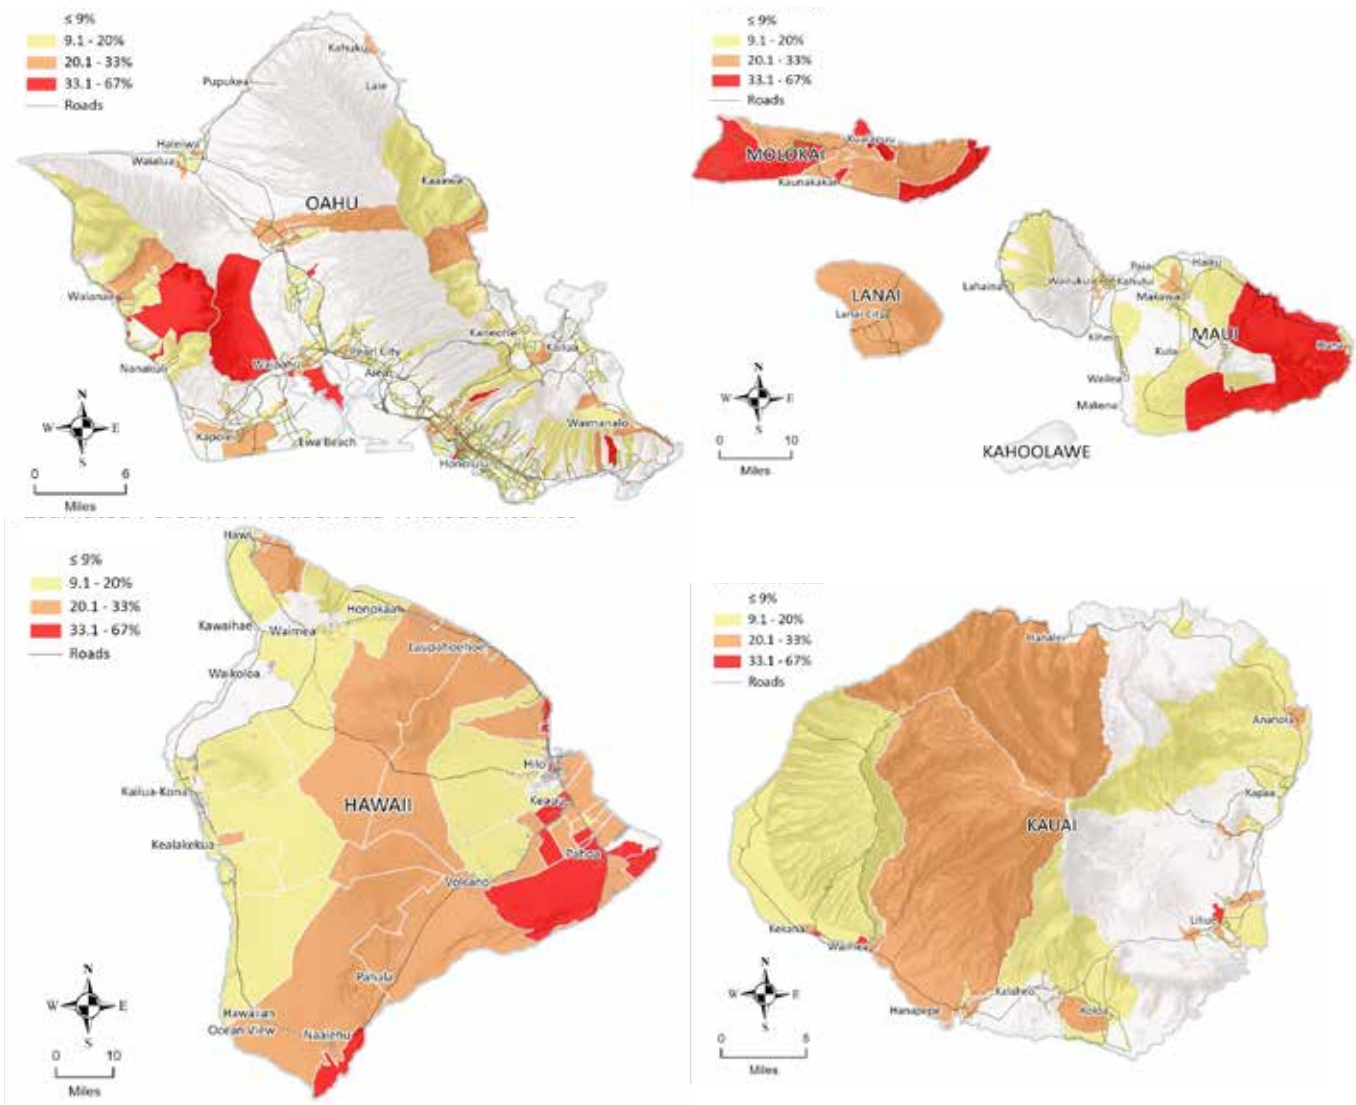 ≤ 9%
9.1 - 20%
20.1 - 33%
33.1 - 67%
Roads
Kahuku
Pupukea
Laie
Haleiwa
Waialua
Kaaawa
OAHU
Waianae
Nanakuli
Waipahu
Pearl City
Aiea
Kaneohe
Kailua
Waimanalo
Kapolei
Ewa Beach
Honolulu
N
W E
S
0 6
Miles
≤ 9%
9.1 - 20%
20.1 - 33%
33.1 - 67%
Roads
MOLOKAI
Kualapuu
Kaunakakai
LANAI
Lanai City
Lahaina
Wailuku
Kahului
Paia
Haiku
Makawao
MAUI
Hana
Kihei
Kula
Wailea
Makena
KAHOOLAWE
N
W E
S
0 10
Miles
≤ 9%
9.1 - 20%
20.1 - 33%
33.1 - 67%
Roads
Hawi
Honokaa
Kawaihae
Waimea
Laupahoehoe
Waikoloa
Hilo
Kailua-Kona
HAWAII
Keaau
Kealakekua
Pahoa
Volcano
Pahala
Hawaiian
Ocean View
Naalehu
N
W E
S
0 10
Miles
≤ 9%
9.1 - 20%
20.1 - 33%
33.1 - 67%
Roads
Hanalei
Anahola
Kapaa
KAUAI
Lihue
Kekaha
Waimea
Kalaheo
Hanapepe
Koloa
N
W E
S
0 5
Miles